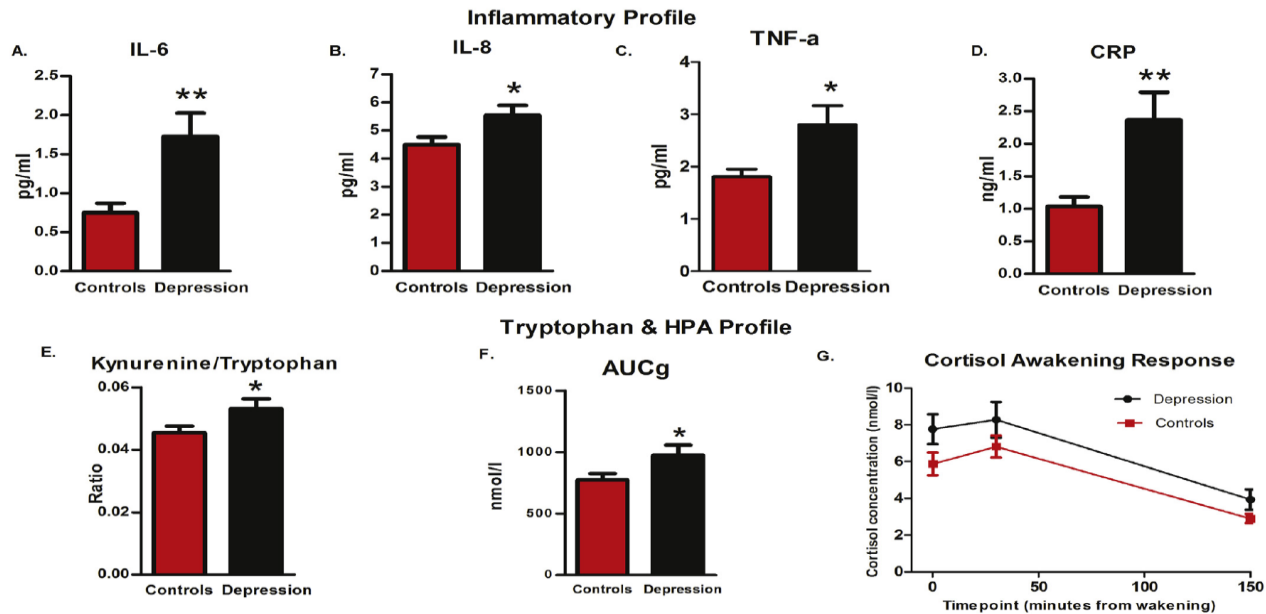 Inflammatory Profile
A.
IL-6
pg/ml
2.5
2.0
1.5
1.0
0.5
0.0
**
Controls Depression
B.
IL-8
pg/ml
7
6
5
4
3
2
1
0
*
Controls Depression
C.
TNF-a
pg/ml
4
3
2
1
0
*
Controls Depression
D.
CRP
ng/ml
3.0
2.5
2.0
1.5
1.0
0.5
0.0
**
Controls Depression
Tryptophan & HPA Profile
E.
Kynurenine/Tryptophan
Ratio
0.06
0.04
0.02
0.00
*
Controls Depression
F.
AUCg
nmol/l
1500
1000
500
0
*
Controls Depression
G.
Cortisol Awakening Response
Cortisol concentration (nmol/l)
10
8
6
4
2
0
Depression
Controls
0 50 100 150
Timepoint (minutes from wakening)